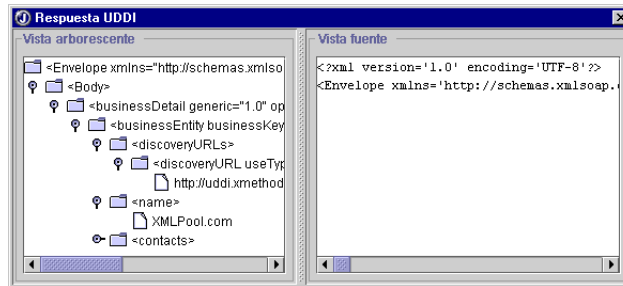 Respuesta UDDI
Vista arborescente
<Envelope xmlns="http://schemas.xmlso
<Body>
<businessDetail generic="1.0" op
<businessEntity businessKey
<discoveryURLs>
<discoveryURL useTyp
http://uddi.xmethod
<name>
XMLPool.com
<contacts>
Vista fuente
<?xml version='1.0' encoding='UTF-8'?>
<Envelope xmlns='http://schemas.xmlsoap.